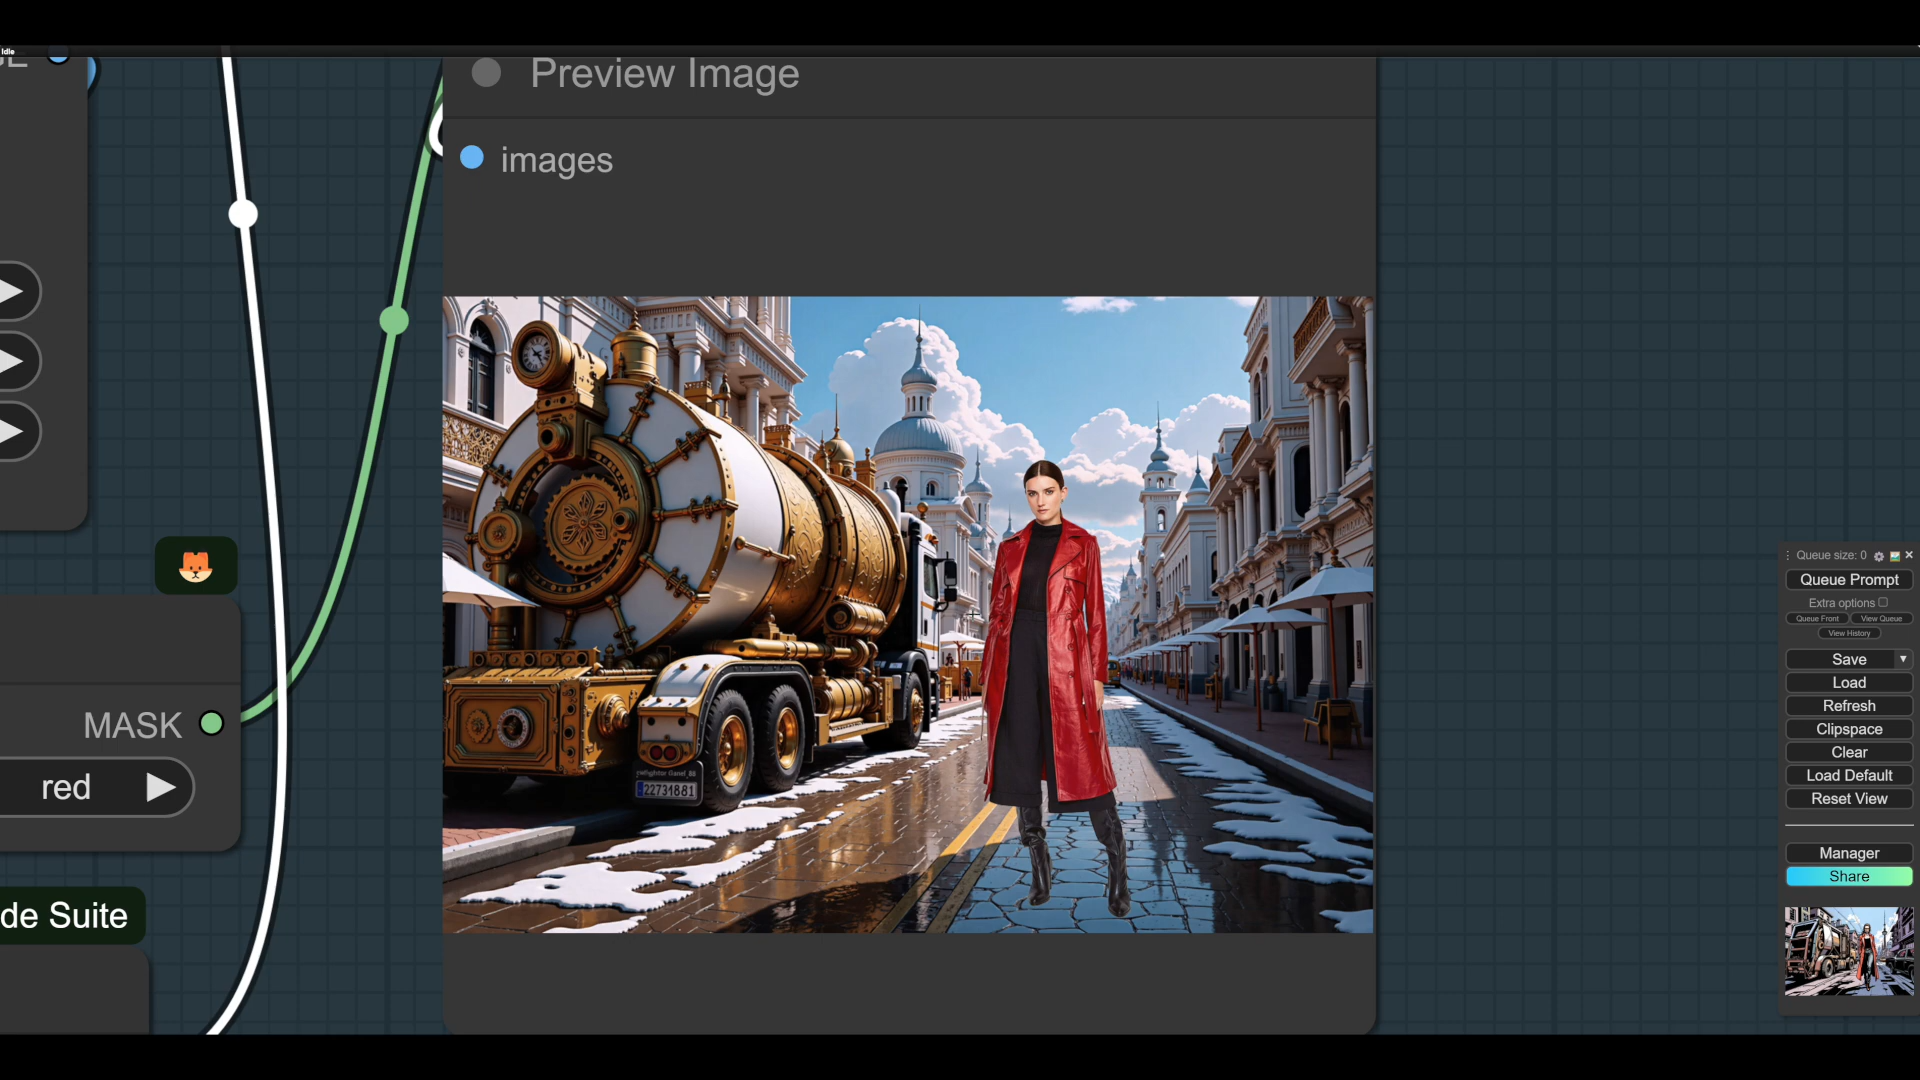 Idle
Preview Image
images
MASK
red
de Suite
22731881
Queue size: 0
Queue Prompt
Extra options
Queue Front
View Queue
View History
Save
Load
Refresh
Clipspace
Clear
Load Default
Reset View
Manager
Share